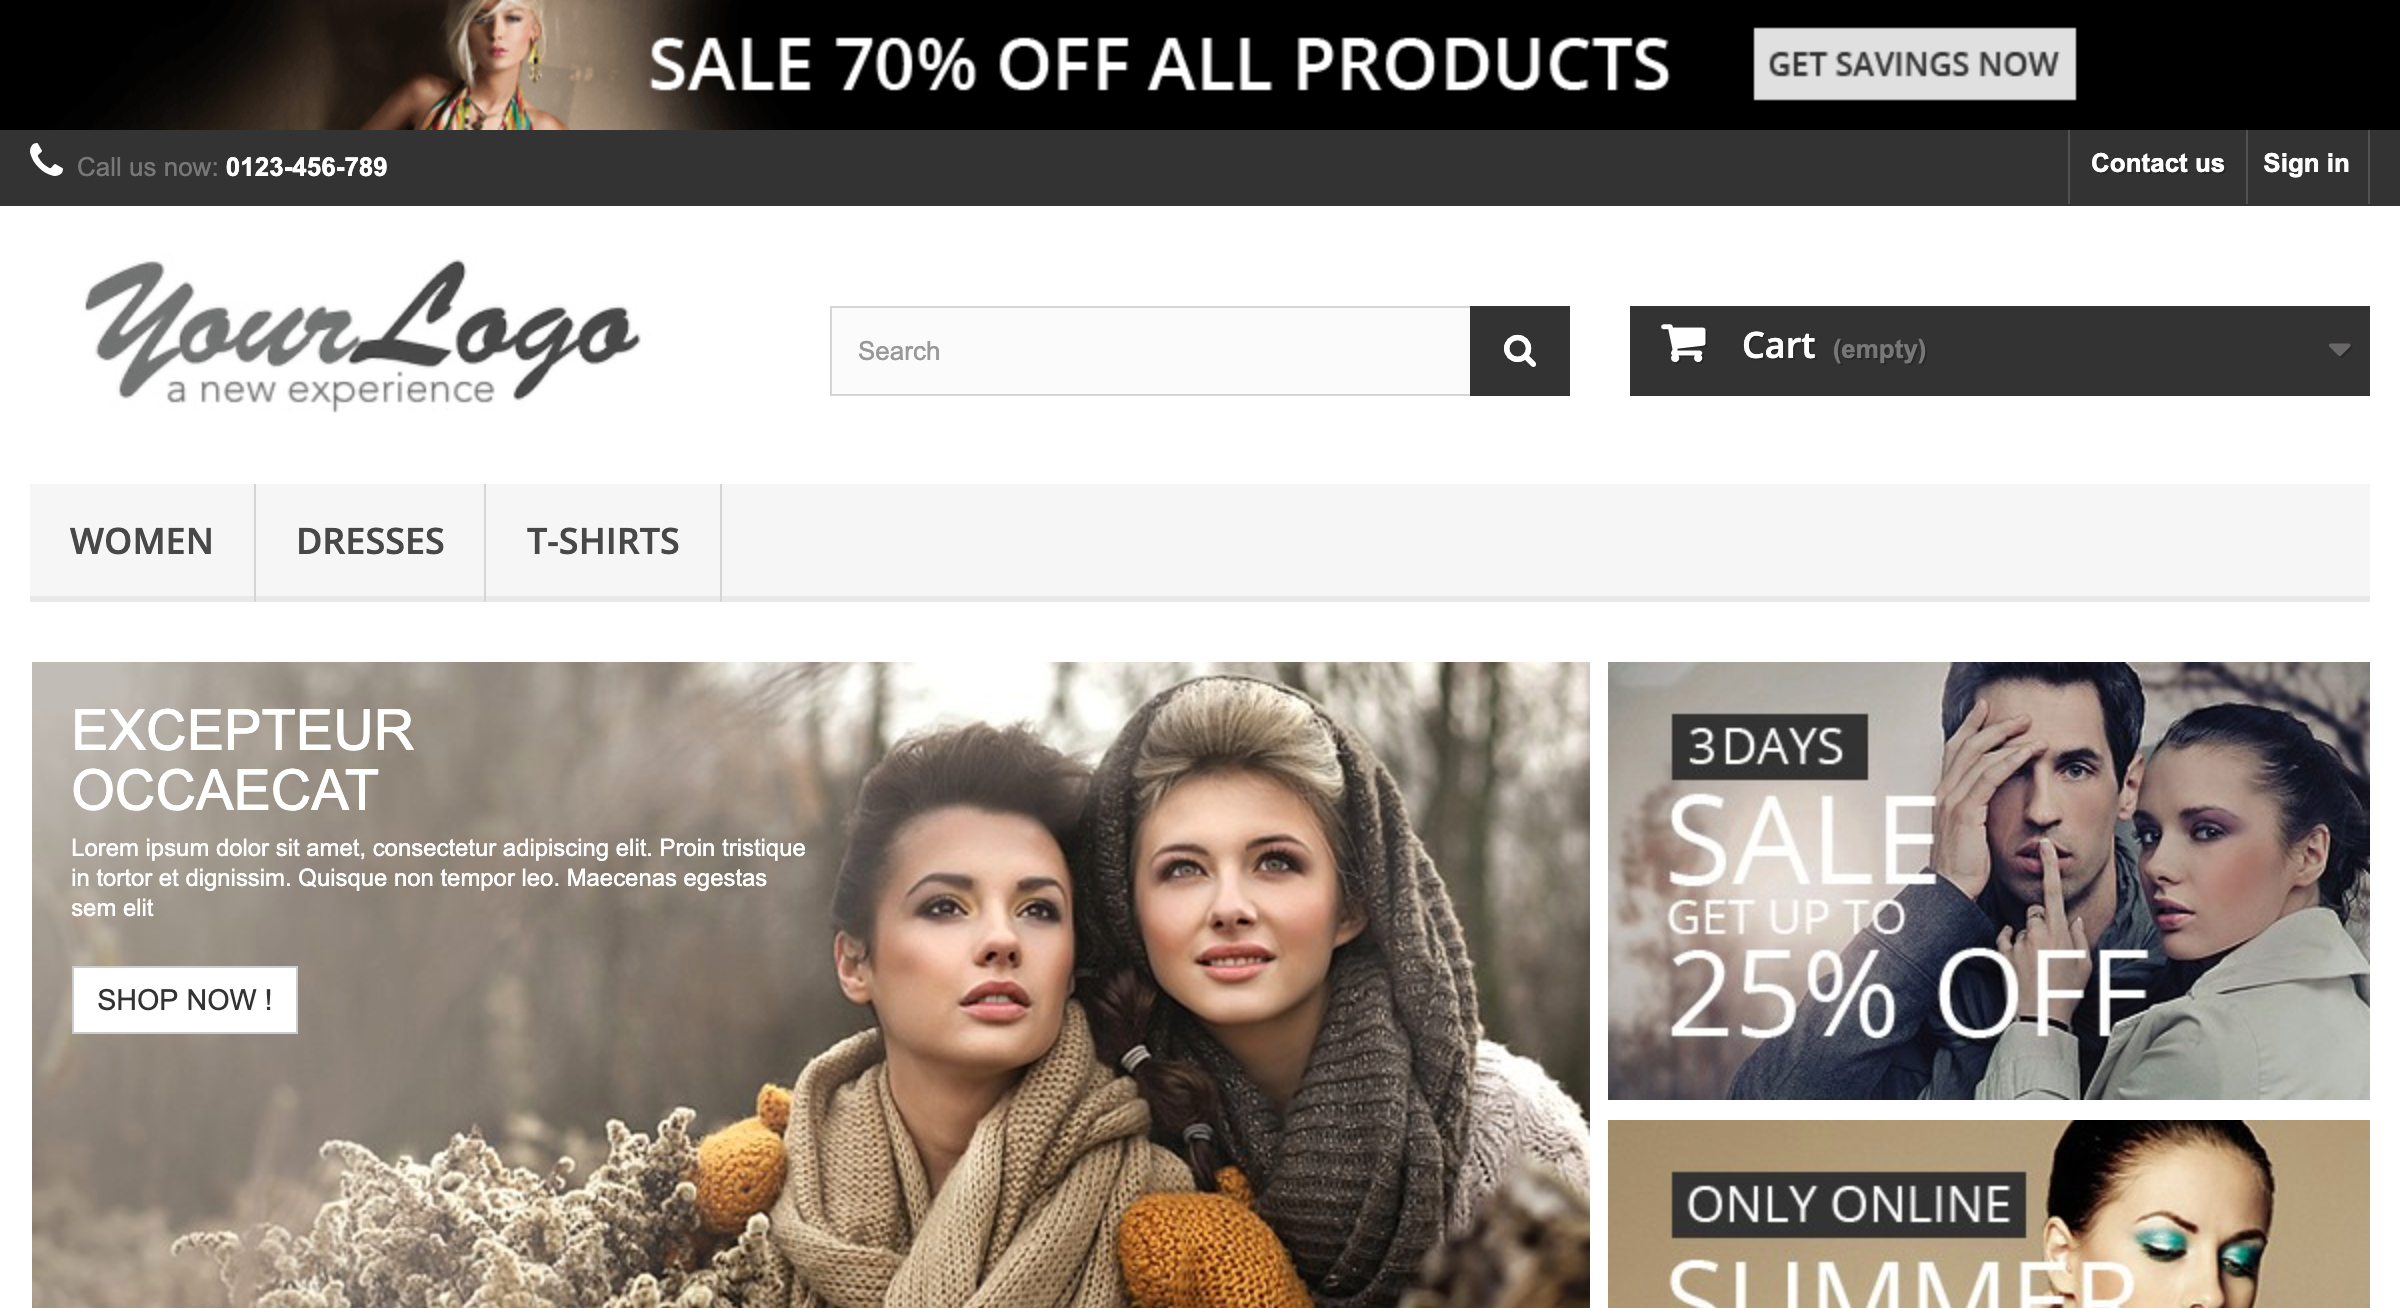 SALE 70% OFF ALL PRODUCTS
GET SAVINGS NOW
Call us now: 0123-456-789
Contact us
Sign in
YourLogo
a new experience
Search
Cart (empty)
WOMEN
DRESSES
T-SHIRTS
EXCEPTEUR
OCCAECAT
Lorem ipsum dolor sit amet, consectetur adipiscing elit. Proin tristique
in tortor et dignissim. Quisque non tempor leo. Maecenas egestas
sem elit
SHOP NOW !
3 DAYS
SALE
GET UP TO
25% OFF
ONLY ONLINE
SUMMER